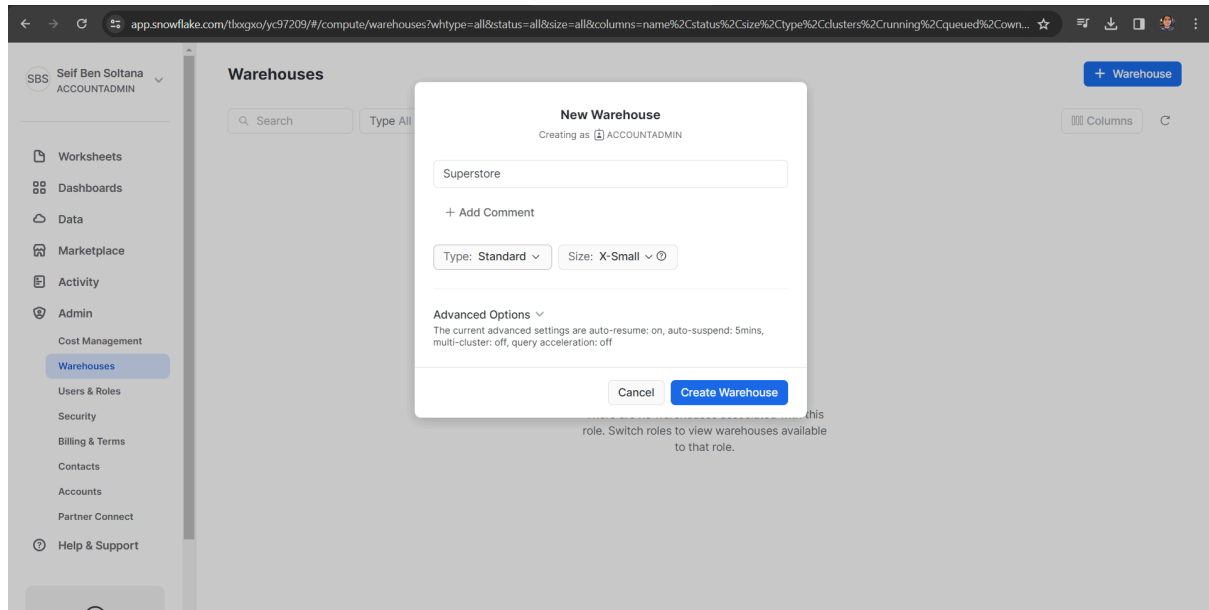 app.snowflake.com/tlxxgxo/yc97209/#/compute/warehouses?whtype=all&status=all&size=all&columns=name%2Cstatus%2Csize%2Ctype%2Cclusters%2Crunning%2Cqueued%2Cown...
SBS
Seif Ben Soltana
ACCOUNTADMIN
Worksheets
Dashboards
Data
Marketplace
Activity
Admin
Cost Management
Warehouses
Users & Roles
Security
Billing & Terms
Contacts
Accounts
Partner Connect
Help & Support
Warehouses
+ Warehouse
Search
Type All
Columns
New Warehouse
Creating as ACCOUNTADMIN
Superstore
+ Add Comment
Type: Standard
Size: X-Small
Advanced Options
The current advanced settings are auto-resume: on, auto-suspend: 5mins,
multi-cluster: off, query acceleration: off
Cancel
Create Warehouse
this
role. Switch roles to view warehouses available
to that role.